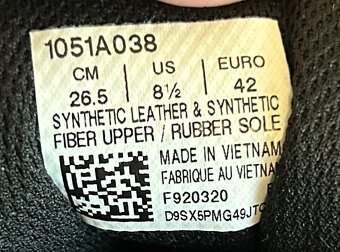 1051A038
CM | US | EURO
26.5 | 8½ | 42
SYNTHETIC LEATHER & SYNTHETIC
FIBER UPPER / RUBBER SOLE
MADE IN VIETNAM
FABRIQUE AU VIETNAM
F920320